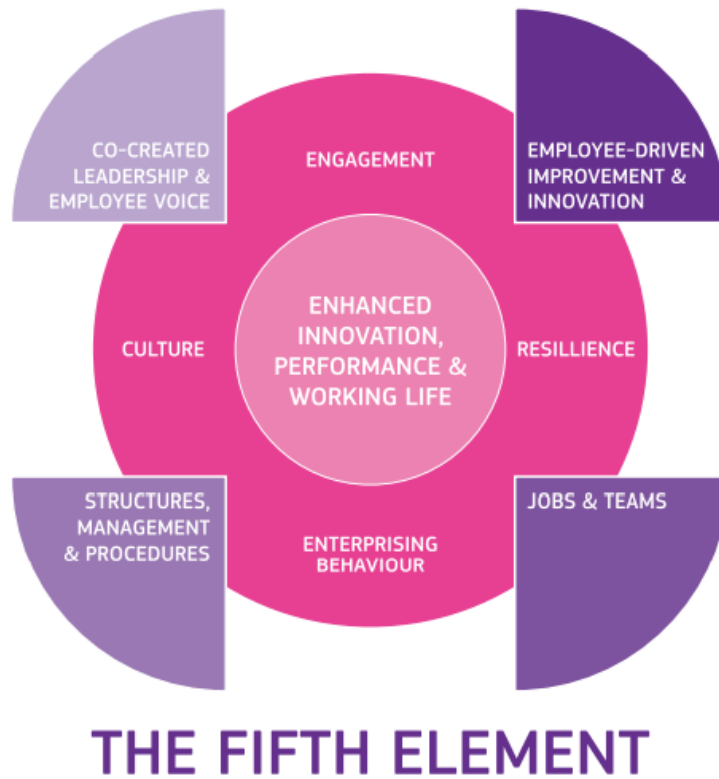 CO-CREATED
LEADERSHIP &
EMPLOYEE VOICE
ENGAGEMENT
EMPLOYEE-DRIVEN
IMPROVEMENT &
INNOVATION
CULTURE
ENHANCED
INNOVATION,
PERFORMANCE &
WORKING LIFE
RESILLIENCE
STRUCTURES,
MANAGEMENT
& PROCEDURES
ENTERPRISING
BEHAVIOUR
JOBS & TEAMS
THE FIFTH ELEMENT